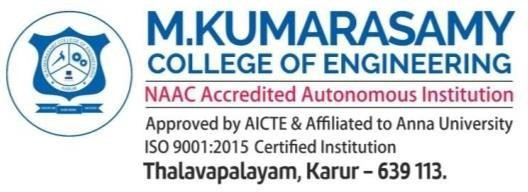 M.KUMARASAMY
COLLEGE OF ENGINEERING
NAAC Accredited Autonomous Institution
Approved by AICTE & Affiliated to Anna University
ISO 9001:2015 Certified Institution
Thalavapalayam, Karur – 639 113.